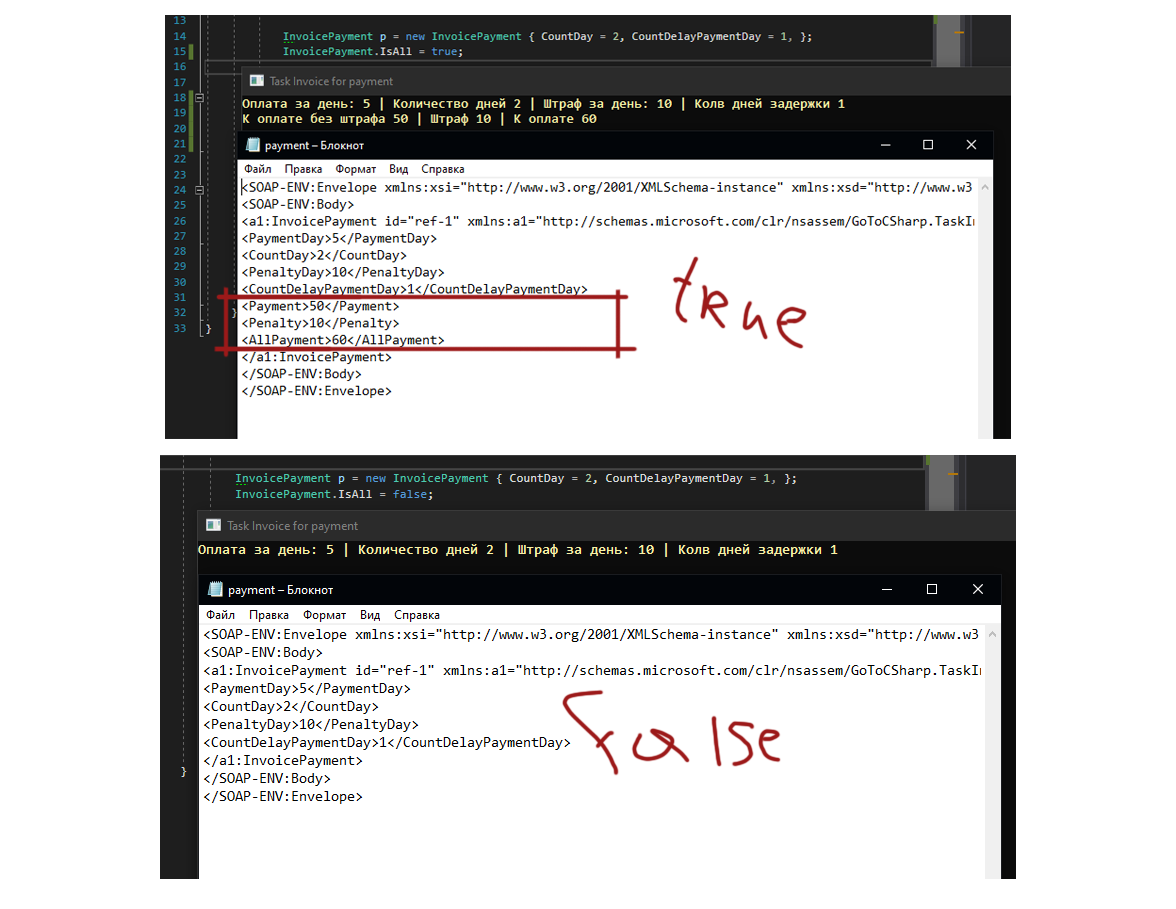 13
14 InvoicePayment p = new InvoicePayment { CountDay = 2, CountDelayPaymentDay = 1, };
15 InvoicePayment.IsAll = true;
16
17 Task Invoice for payment
18 Оплата за день: 5 | Количество дней 2 | Штраф за день: 10 | Колв дней задержки 1
19 К оплате без штрафа 50 | Штраф 10 | К оплате 60
20
21 payment – Блокнот
22 Файл Правка Формат Вид Справка
23 <SOAP-ENV:Envelope xmlns:xsi="http://www.w3.org/2001/XMLSchema-instance" xmlns:xsd="http://www.w3
24 <SOAP-ENV:Body>
25 <a1:InvoicePayment id="ref-1" xmlns:a1="http://schemas.microsoft.com/clr/nsassem/GoToCSharp.TaskIn
26 <PaymentDay>5</PaymentDay>
27 <CountDay>2</CountDay>
28 <PenaltyDay>10</PenaltyDay>
29 <CountDelayPaymentDay>1</CountDelayPaymentDay>
30 <Payment>50</Payment>
31 <Penalty>10</Penalty>
32 } <AllPayment>60</AllPayment>
33 } </a1:InvoicePayment>
</SOAP-ENV:Body>
</SOAP-ENV:Envelope>
true
InvoicePayment p = new InvoicePayment { CountDay = 2, CountDelayPaymentDay = 1, };
InvoicePayment.IsAll = false;
Task Invoice for payment
Оплата за день: 5 | Количество дней 2 | Штраф за день: 10 | Колв дней задержки 1
payment – Блокнот
Файл Правка Формат Вид Справка
<SOAP-ENV:Envelope xmlns:xsi="http://www.w3.org/2001/XMLSchema-instance" xmlns:xsd="http://www.w3
<SOAP-ENV:Body>
<a1:InvoicePayment id="ref-1" xmlns:a1="http://schemas.microsoft.com/clr/nsassem/GoToCSharp.TaskIn
<PaymentDay>5</PaymentDay>
<CountDay>2</CountDay>
<PenaltyDay>10</PenaltyDay>
<CountDelayPaymentDay>1</CountDelayPaymentDay>
</a1:InvoicePayment>
} </SOAP-ENV:Body>
</SOAP-ENV:Envelope>
false